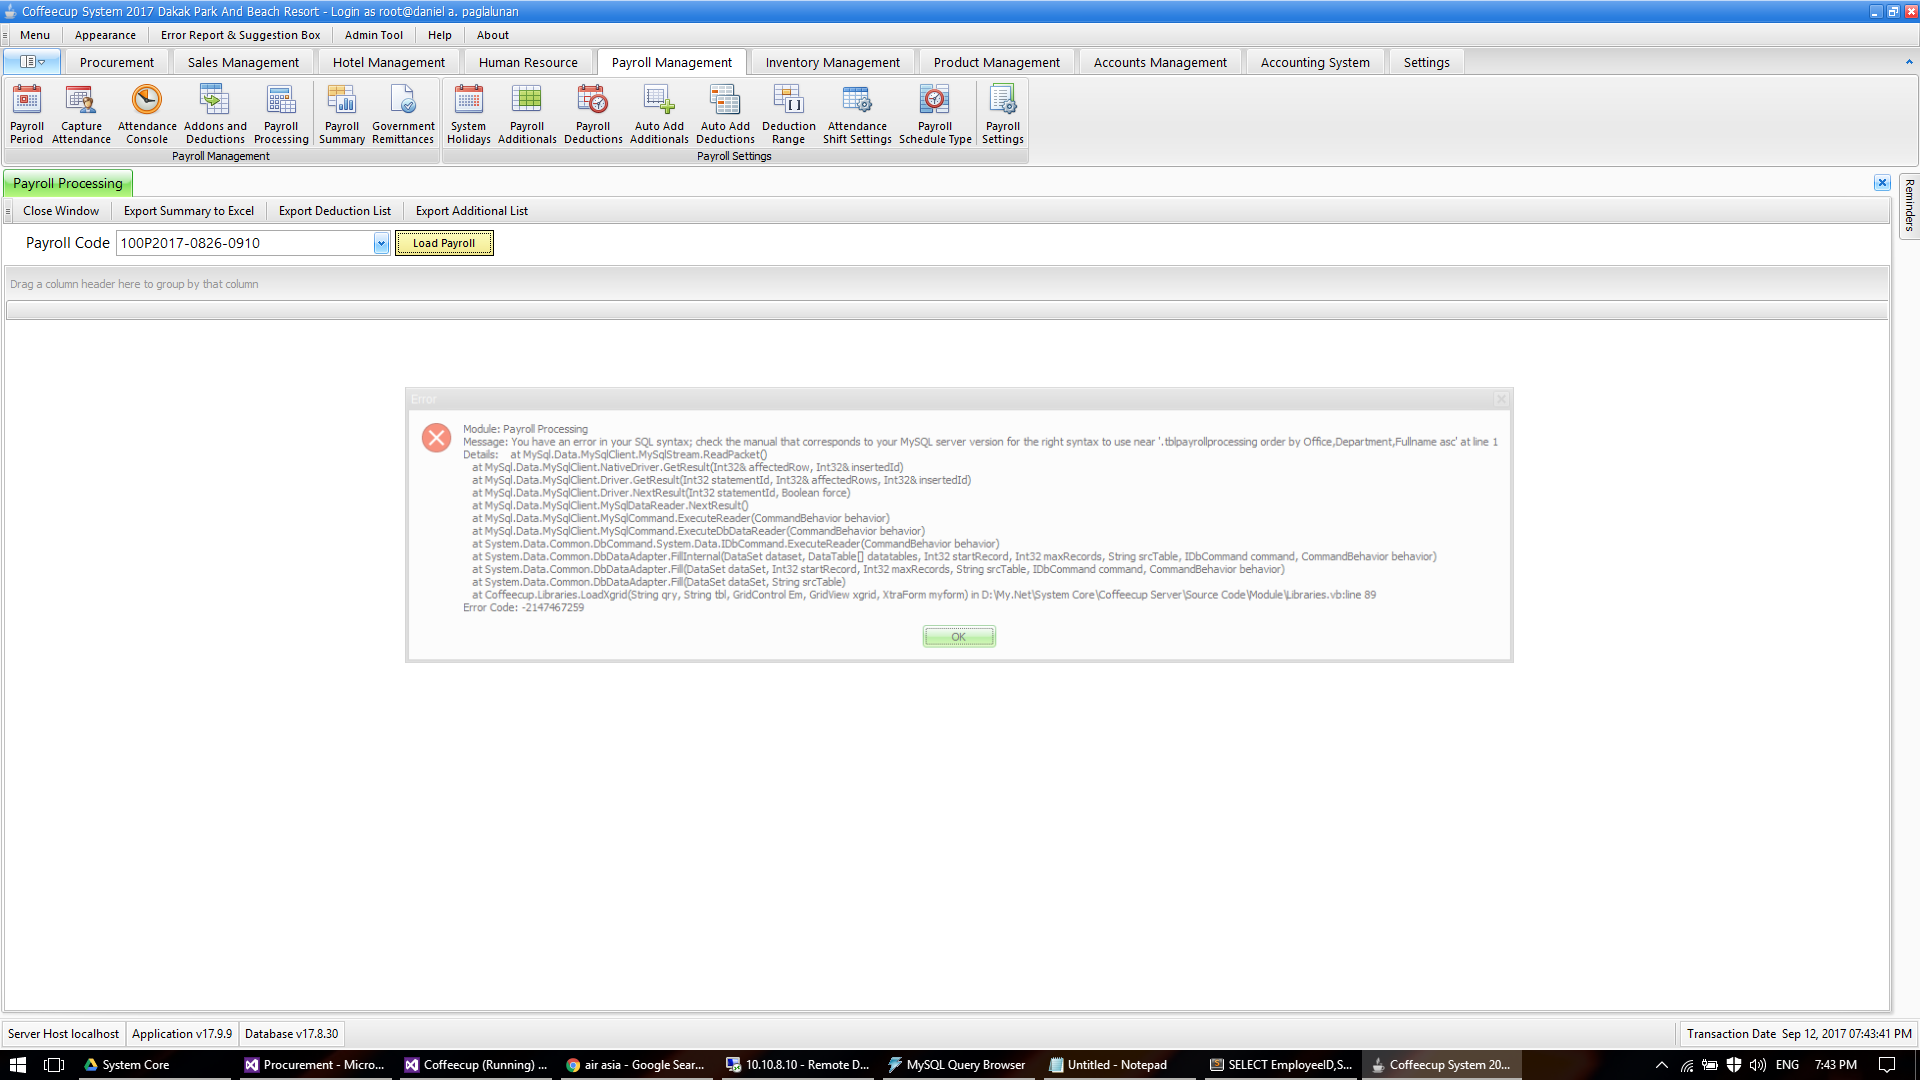 Coffeecup System 2017 Dakak Park And Beach Resort - Login as root@daniel a. paglalunan
Menu Appearance Error Report & Suggestion Box Admin Tool Help About
Procurement Sales Management Hotel Management Human Resource Payroll Management Inventory Management Product Management Accounts Management Accounting System Settings
Payroll Capture Attendance Addons and Payroll Payroll Government System Payroll Payroll Auto Add Auto Add Deduction Attendance Payroll Payroll
Period Attendance Console Deductions Processing Summary Remittances Holidays Additionals Deductions Additionals Deductions Range Shift Settings Schedule Type Settings
Payroll Management Payroll Settings
Payroll Processing
Reminders
Close Window Export Summary to Excel Export Deduction List Export Additional List
Payroll Code 100P2017-0826-0910 Load Payroll
Drag a column header here to group by that column
Error
Module: Payroll Processing
Message: You have an error in your SQL syntax; check the manual that corresponds to your MySQL server version for the right syntax to use near '.tblpayrollprocessing order by Office,Department,Fullname asc' at line 1
Details: at MySql.Data.MySqlClient.MySqlStream.ReadPacket()
at MySql.Data.MySqlClient.NativeDriver.GetResult(Int32& affectedRow, Int32& insertedId)
at MySql.Data.MySqlClient.Driver.GetResult(Int32 statementId, Int32& affectedRows, Int32& insertedId)
at MySql.Data.MySqlClient.Driver.NextResult(Int32 statementId, Boolean force)
at MySql.Data.MySqlClient.MySqlDataReader.NextResult()
at MySql.Data.MySqlClient.MySqlCommand.ExecuteReader(CommandBehavior behavior)
at MySql.Data.MySqlClient.MySqlCommand.ExecuteDbDataReader(CommandBehavior behavior)
at System.Data.Common.DbCommand.System.Data.IDbCommand.ExecuteReader(CommandBehavior behavior)
at System.Data.Common.DbDataAdapter.FillInternal(DataSet dataset, DataTable[] datatables, Int32 startRecord, Int32 maxRecords, String srcTable, IDbCommand command, CommandBehavior behavior)
at System.Data.Common.DbDataAdapter.Fill(DataSet dataSet, Int32 startRecord, Int32 maxRecords, String srcTable, IDbCommand command, CommandBehavior behavior)
at System.Data.Common.DbDataAdapter.Fill(DataSet dataSet, String srcTable)
at Coffeecup.Libraries.LoadXgrid(String qry, String tbl, GridControl Em, GridView xgrid, XtraForm myform) in D:\My.Net\System Core\Coffeecup Server\Source Code\Module\Libraries.vb:line 89
Error Code: -2147467259
OK
Server Host localhost Application v17.9.9 Database v17.8.30 Transaction Date Sep 12, 2017 07:43:41 PM
System Core Procurement - Micro... Coffeecup (Running) ... air asia - Google Sear... 10.10.8.10 - Remote D... MySQL Query Browser Untitled - Notepad SELECT EmployeeID,S... Coffeecup System 20... ENG 7:43 PM